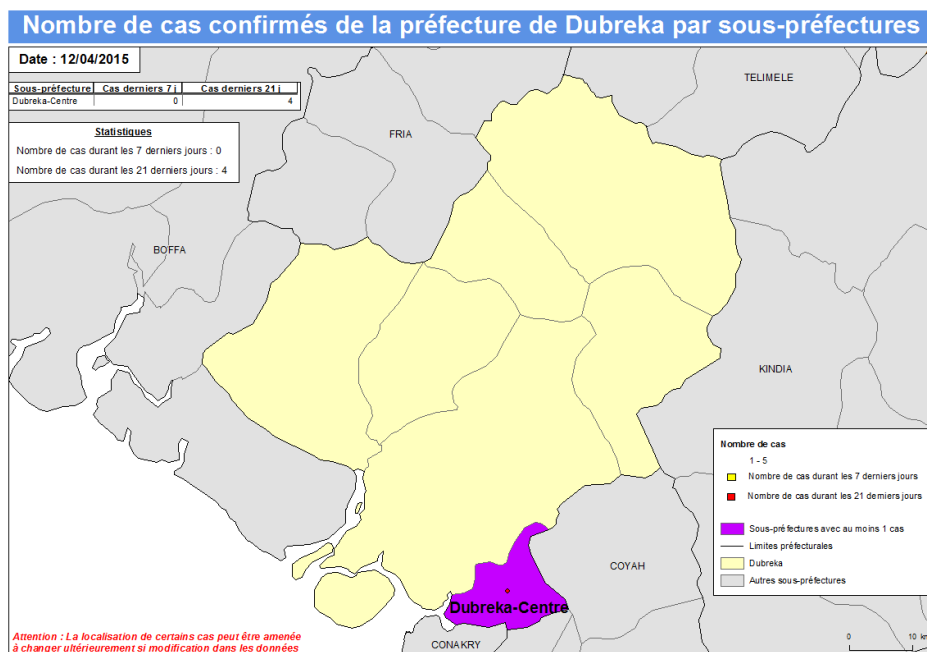 Nombre de cas confirmés de la préfecture de Dubreka par sous-préfectures
Date : 12/04/2015
Sous-préfecture Cas derniers 7 j Cas derniers 21 j
Dubreka-Centre 0 4
Statistiques
Nombre de cas durant les 7 derniers jours : 0
Nombre de cas durant les 21 derniers jours : 4
TELIMELE
FRIA
BOFFA
KINDIA
COYAH
Dubreka-Centre
CONAKRY
Nombre de cas
1 - 5
Nombre de cas durant les 7 derniers jours
Nombre de cas durant les 21 derniers jours
Sous-préfectures avec au moins 1 cas
Limites préfecturales
Dubreka
Autres sous-préfectures
0 10 km
Attention : La localisation de certains cas peut être amenée
à changer ultérieurement si modification dans les données